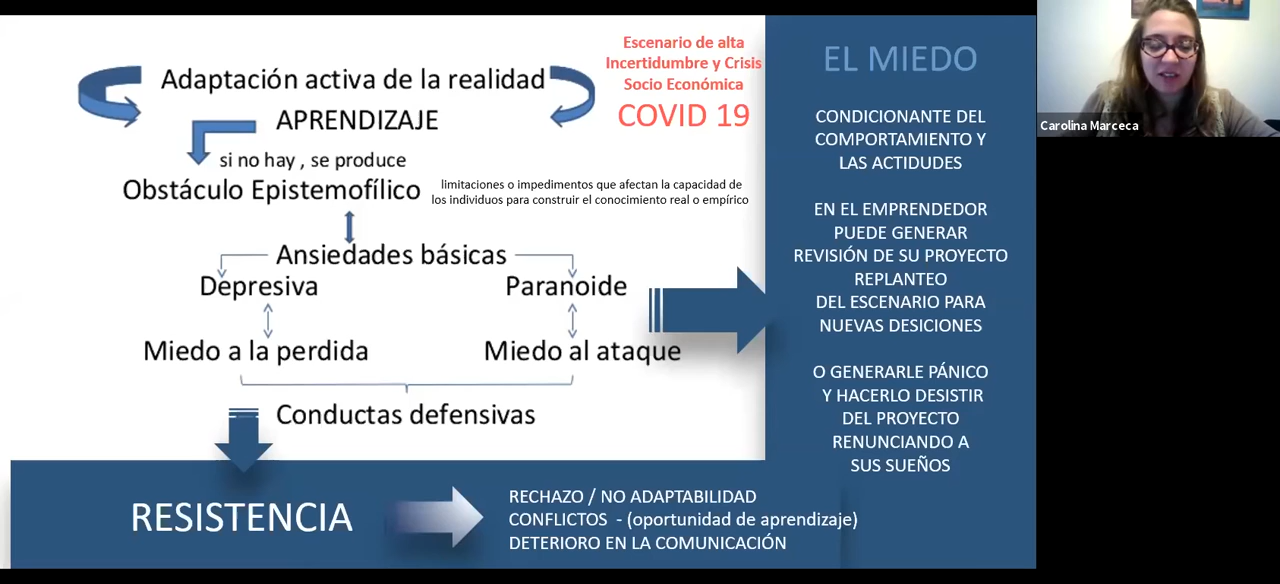 Adaptación activa de la realidad
APRENDIZAJE
si no hay , se produce
Obstáculo Epistemofílico
limitaciones o impedimentos que afectan la capacidad de
los individuos para construir el conocimiento real o empírico
Ansiedades básicas
Depresiva
Paranoide
Miedo a la perdida
Miedo al ataque
Conductas defensivas
Escenario de alta
Incertidumbre y Crisis
Socio Económica
COVID 19
EL MIEDO
CONDICIONANTE DEL
COMPORTAMIENTO Y
LAS ACTIDUDES
EN EL EMPRENDEDOR
PUEDE GENERAR
REVISIÓN DE SU PROYECTO
REPLANTEO
DEL ESCENARIO PARA
NUEVAS DESICIONES
O GENERARLE PÁNICO
Y HACERLO DESISTIR
DEL PROYECTO
RENUNCIANDO A
SUS SUEÑOS
RESISTENCIA
RECHAZO / NO ADAPTABILIDAD
CONFLICTOS - (oportunidad de aprendizaje)
DETERIORO EN LA COMUNICACIÓN
Carolina Marceca